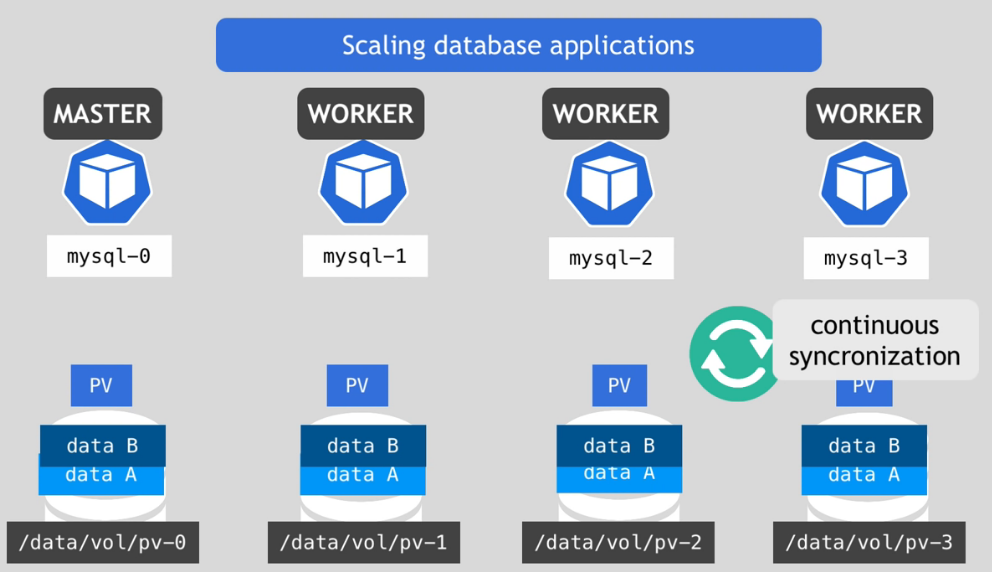 Scaling database applications
MASTER
WORKER
WORKER
WORKER
mysql-0
mysql-1
mysql-2
mysql-3
continuous
syncronization
PV
PV
PV
PV
data B
data B
data B
data B
data A
data A
data A
data A
/data/vol/pv-0
/data/vol/pv-1
/data/vol/pv-2
/data/vol/pv-3